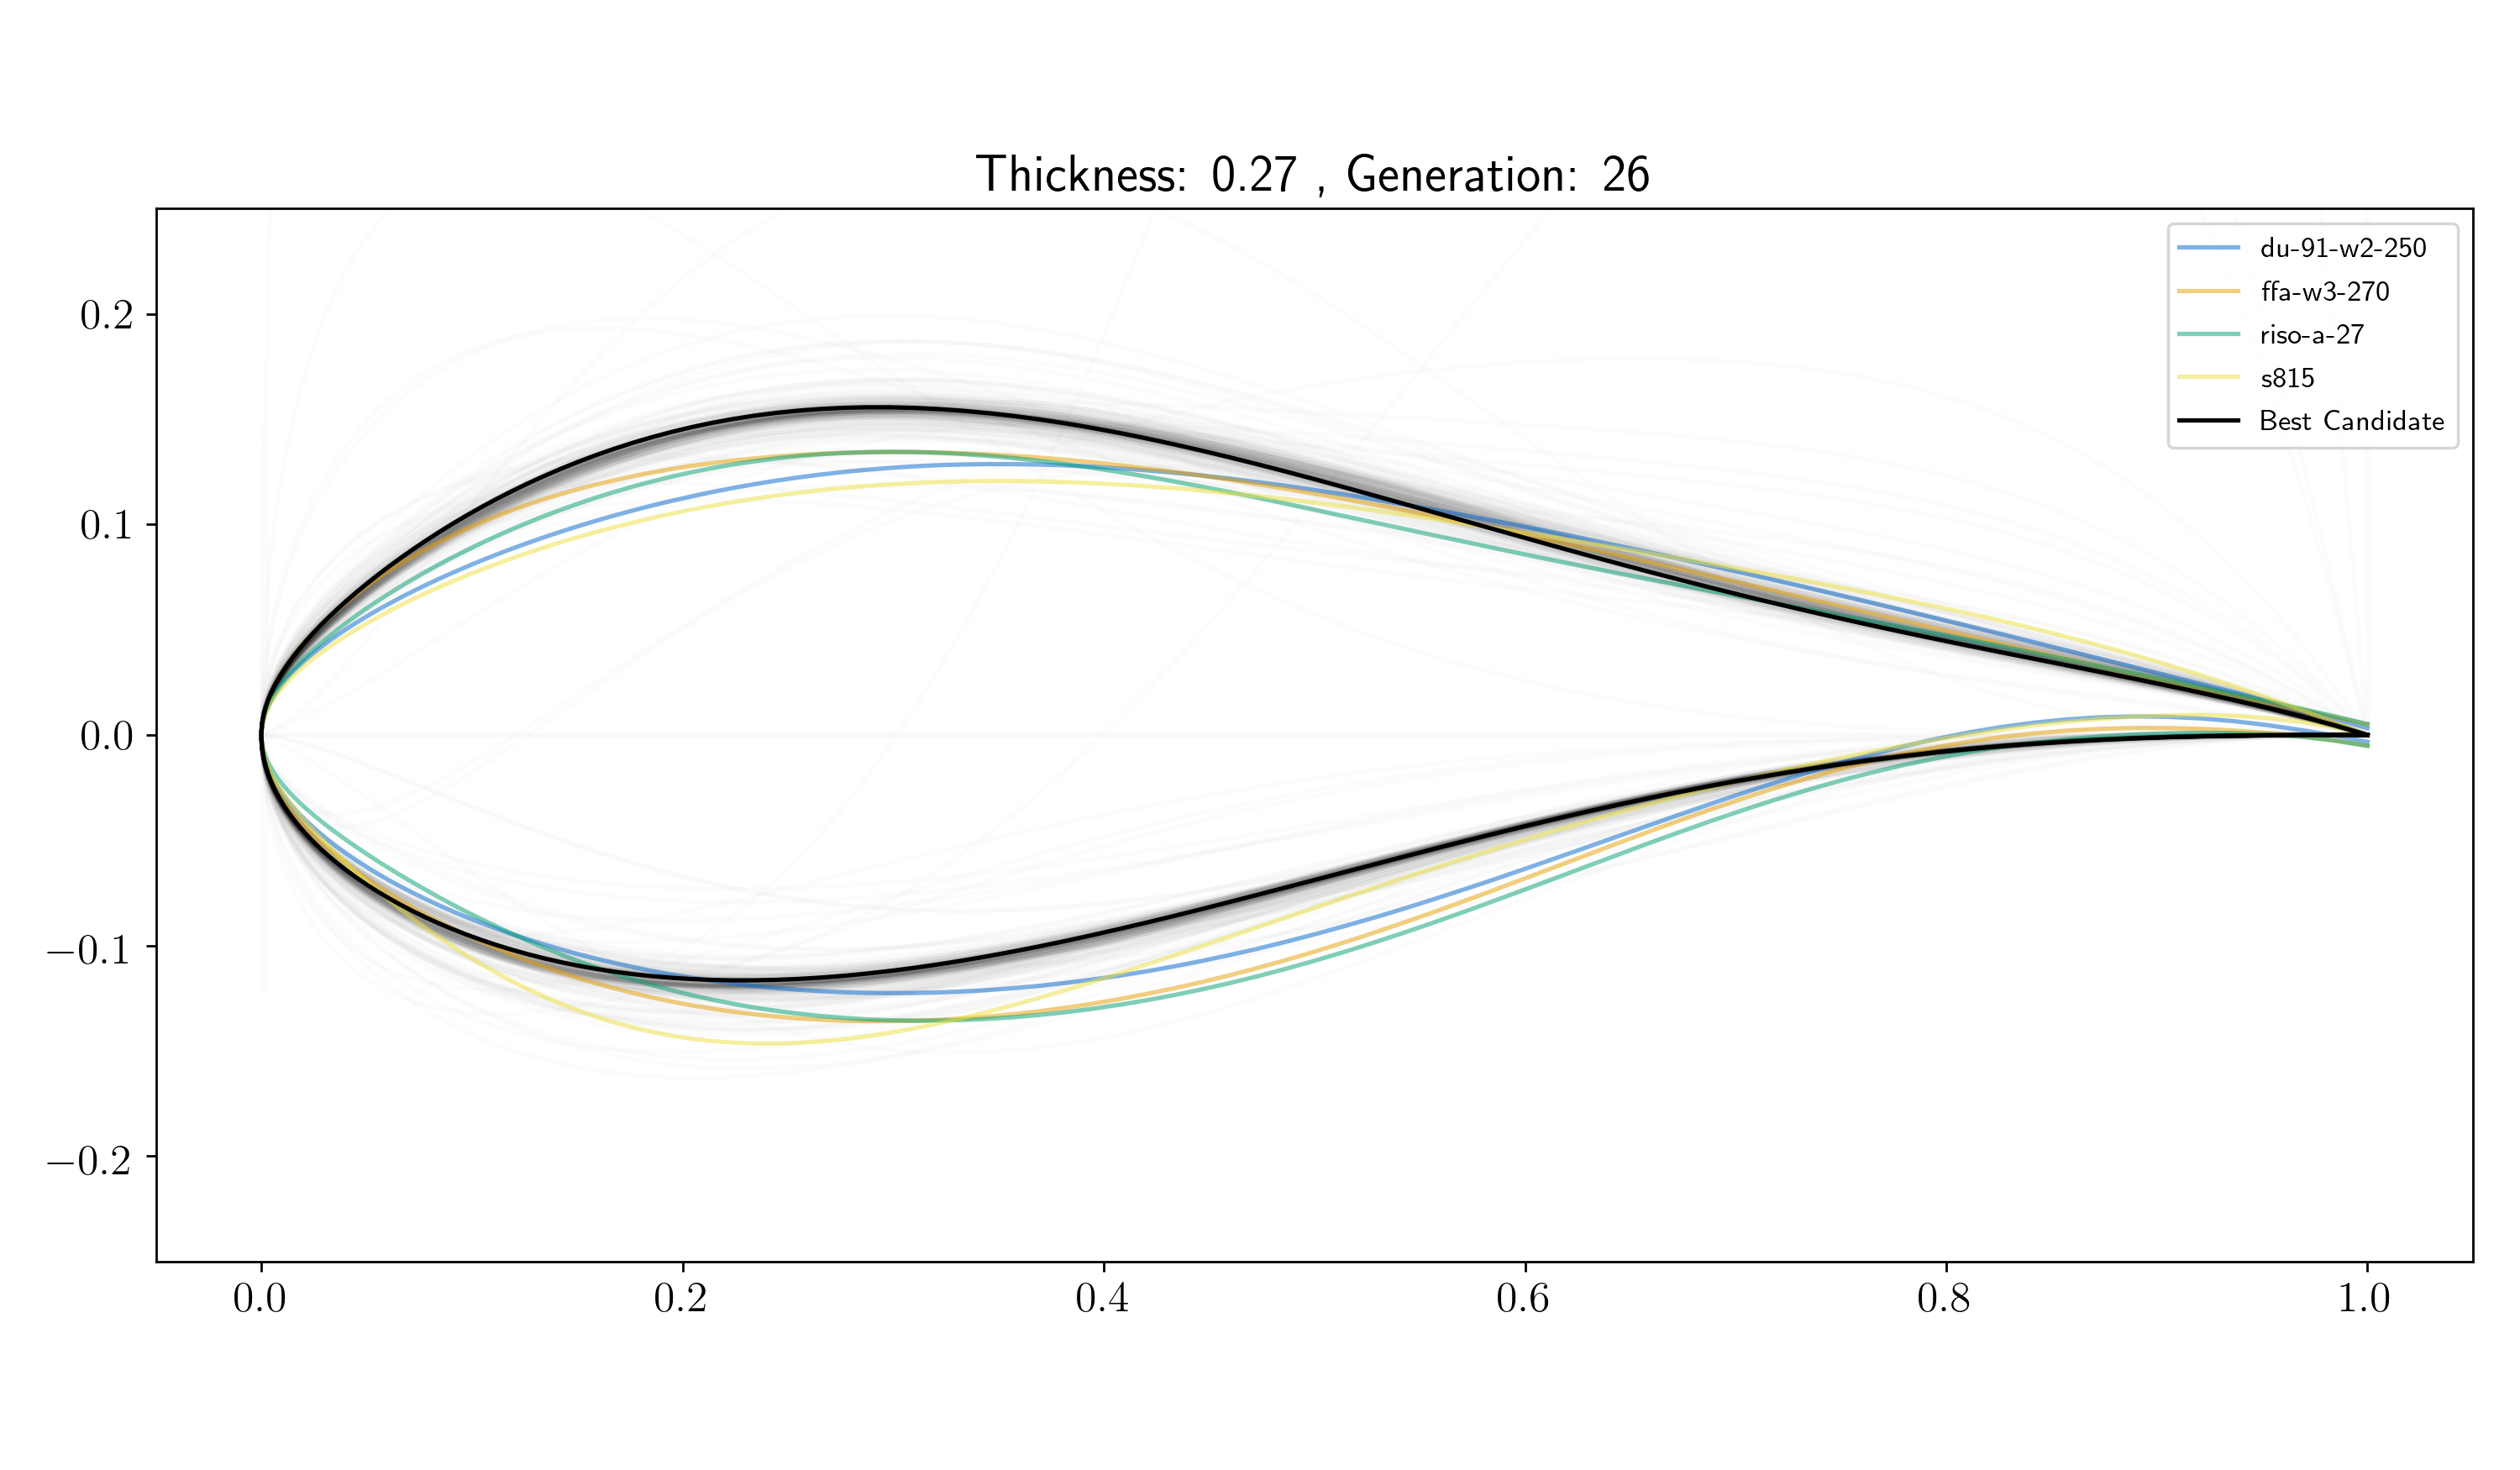 Thickness: 0.27 , Generation: 26
du-91-w2-250
ffa-w3-270
riso-a-27
s815
Best Candidate
0.2
0.1
0.0
−0.1
−0.2
0.0 0.2 0.4 0.6 0.8 1.0